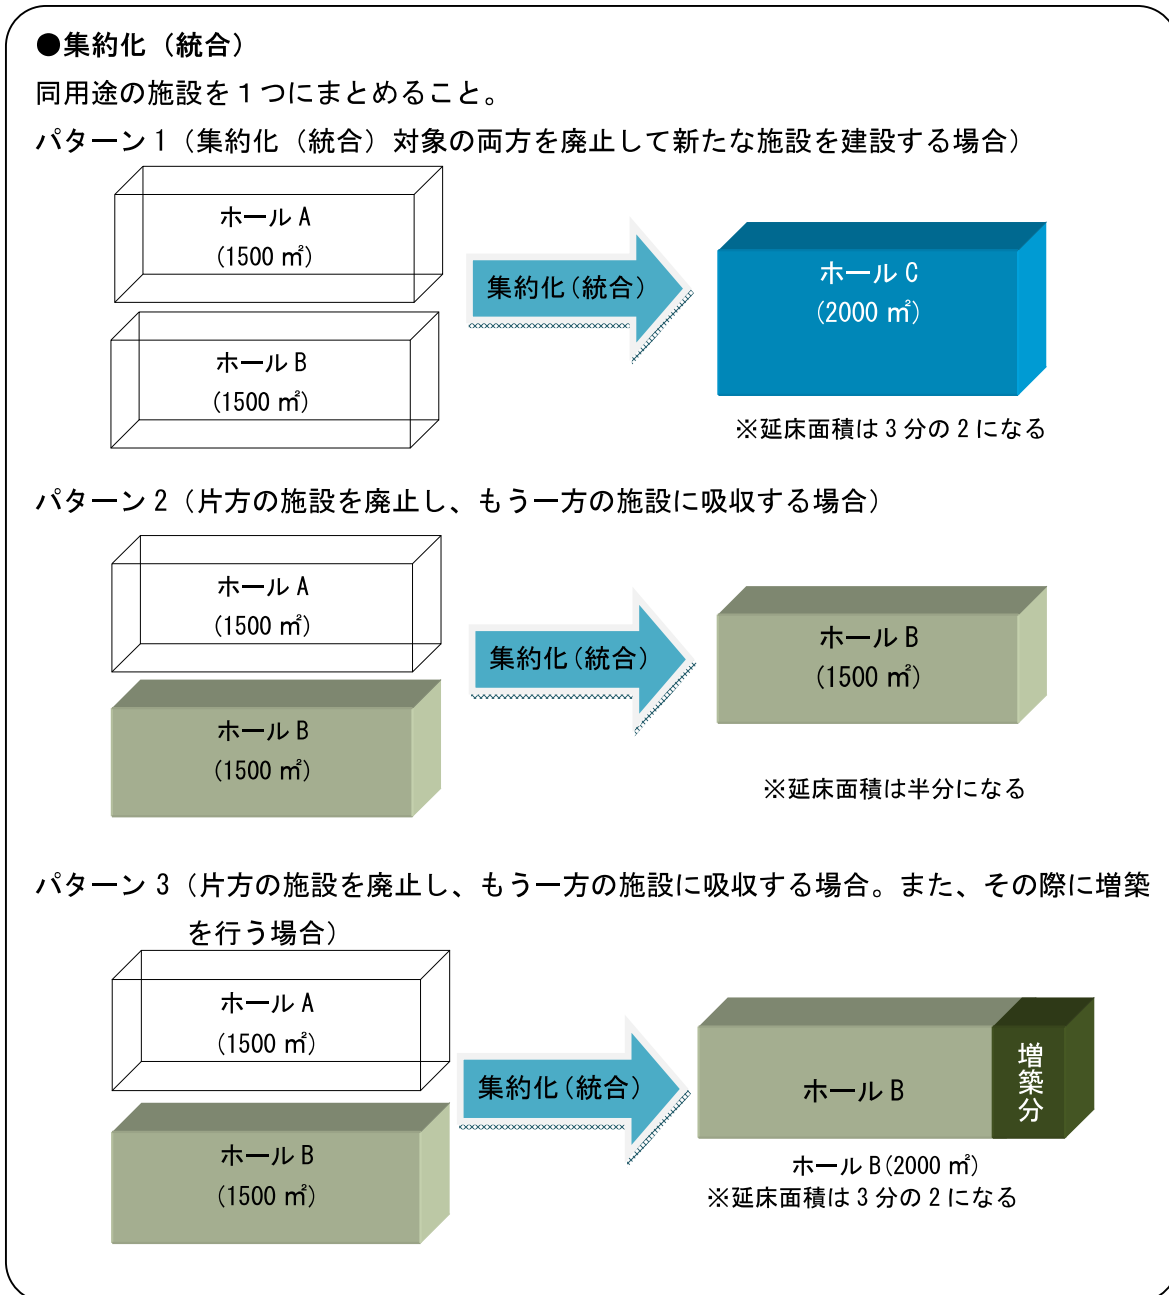 ●集約化（統合）
同用途の施設を１つにまとめること。
パターン 1（集約化（統合）対象の両方を廃止して新たな施設を建設する場合）
ホール A
(1500 ㎡)
集約化(統合)
ホール C
(2000 ㎡)
ホール B
(1500 ㎡)
※延床面積は 3 分の 2 になる
パターン 2（片方の施設を廃止し、もう一方の施設に吸収する場合）
ホール A
(1500 ㎡)
集約化(統合)
ホール B
(1500 ㎡)
ホール B
(1500 ㎡)
※延床面積は半分になる
パターン 3（片方の施設を廃止し、もう一方の施設に吸収する場合。また、その際に増築
を行う場合）
ホール A
(1500 ㎡)
集約化(統合)
ホール B
増築分
ホール B
(1500 ㎡)
ホール B(2000 ㎡)
※延床面積は 3 分の 2 になる